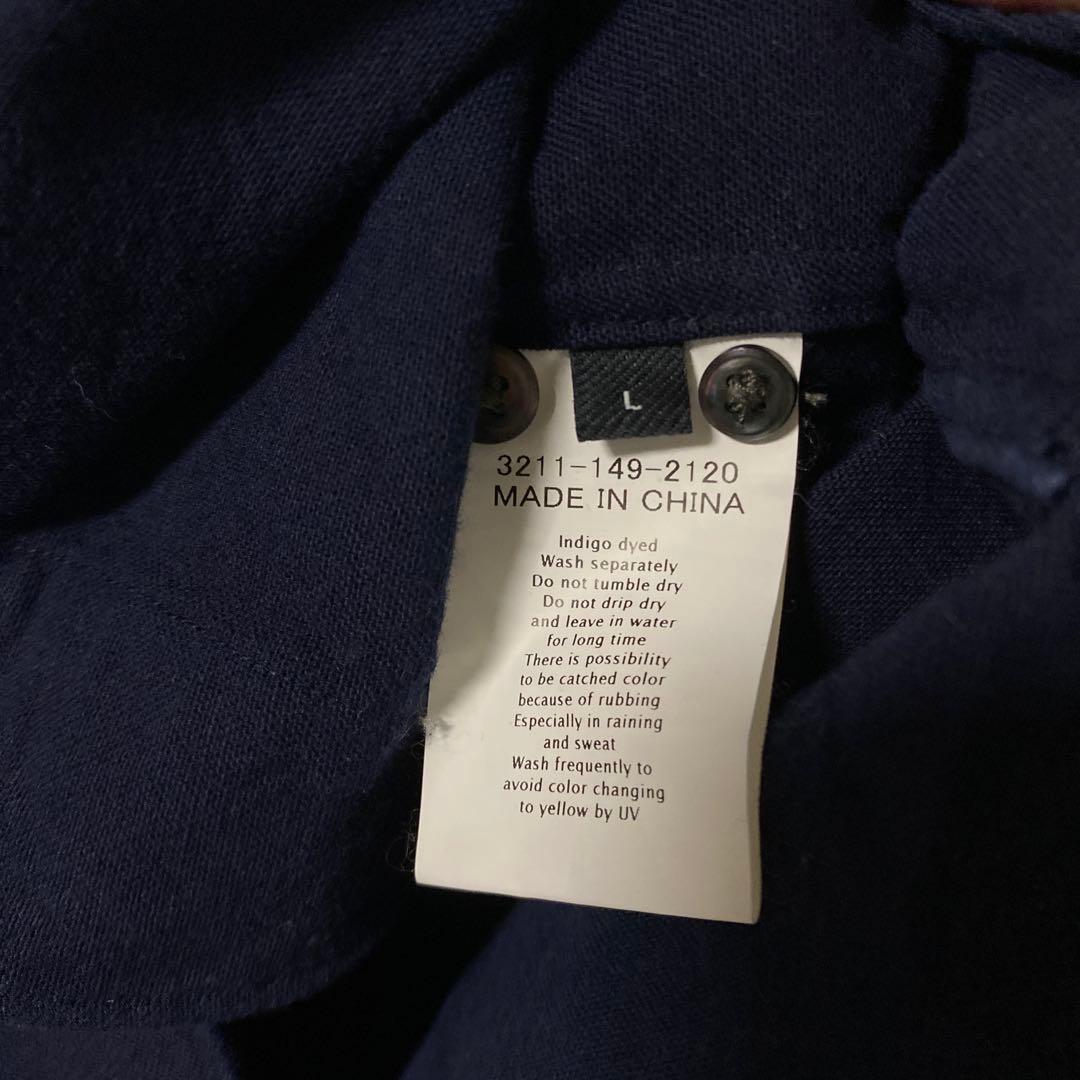 L
3211-149-2120
MADE IN CHINA
Indigo dyed
Wash separately
Do not tumble dry
Do not drip dry
and leave in water
for long time
There is possibility
to be catched color
because of rubbing
Especially in raining
and sweat
Wash frequently to
avoid color changing
to yellow by UV